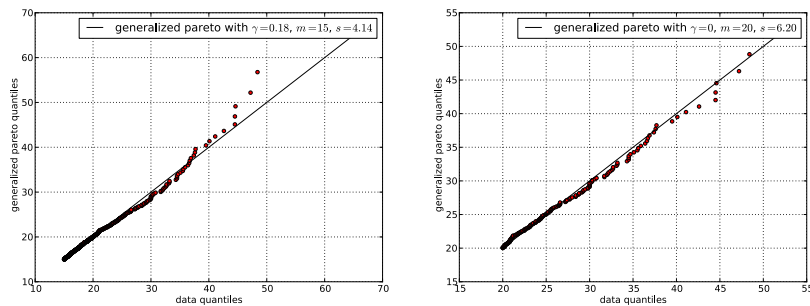 generalized pareto with γ=0.18, m=15, s=4.14
70
60
50
40
30
20
10
generalized pareto quantiles
10 20 30 40 50 60 70
data quantiles
generalized pareto with γ=0, m=20, s=6.20
55
50
45
40
35
30
25
20
15
generalized pareto quantiles
15 20 25 30 35 40 45 50 55
data quantiles